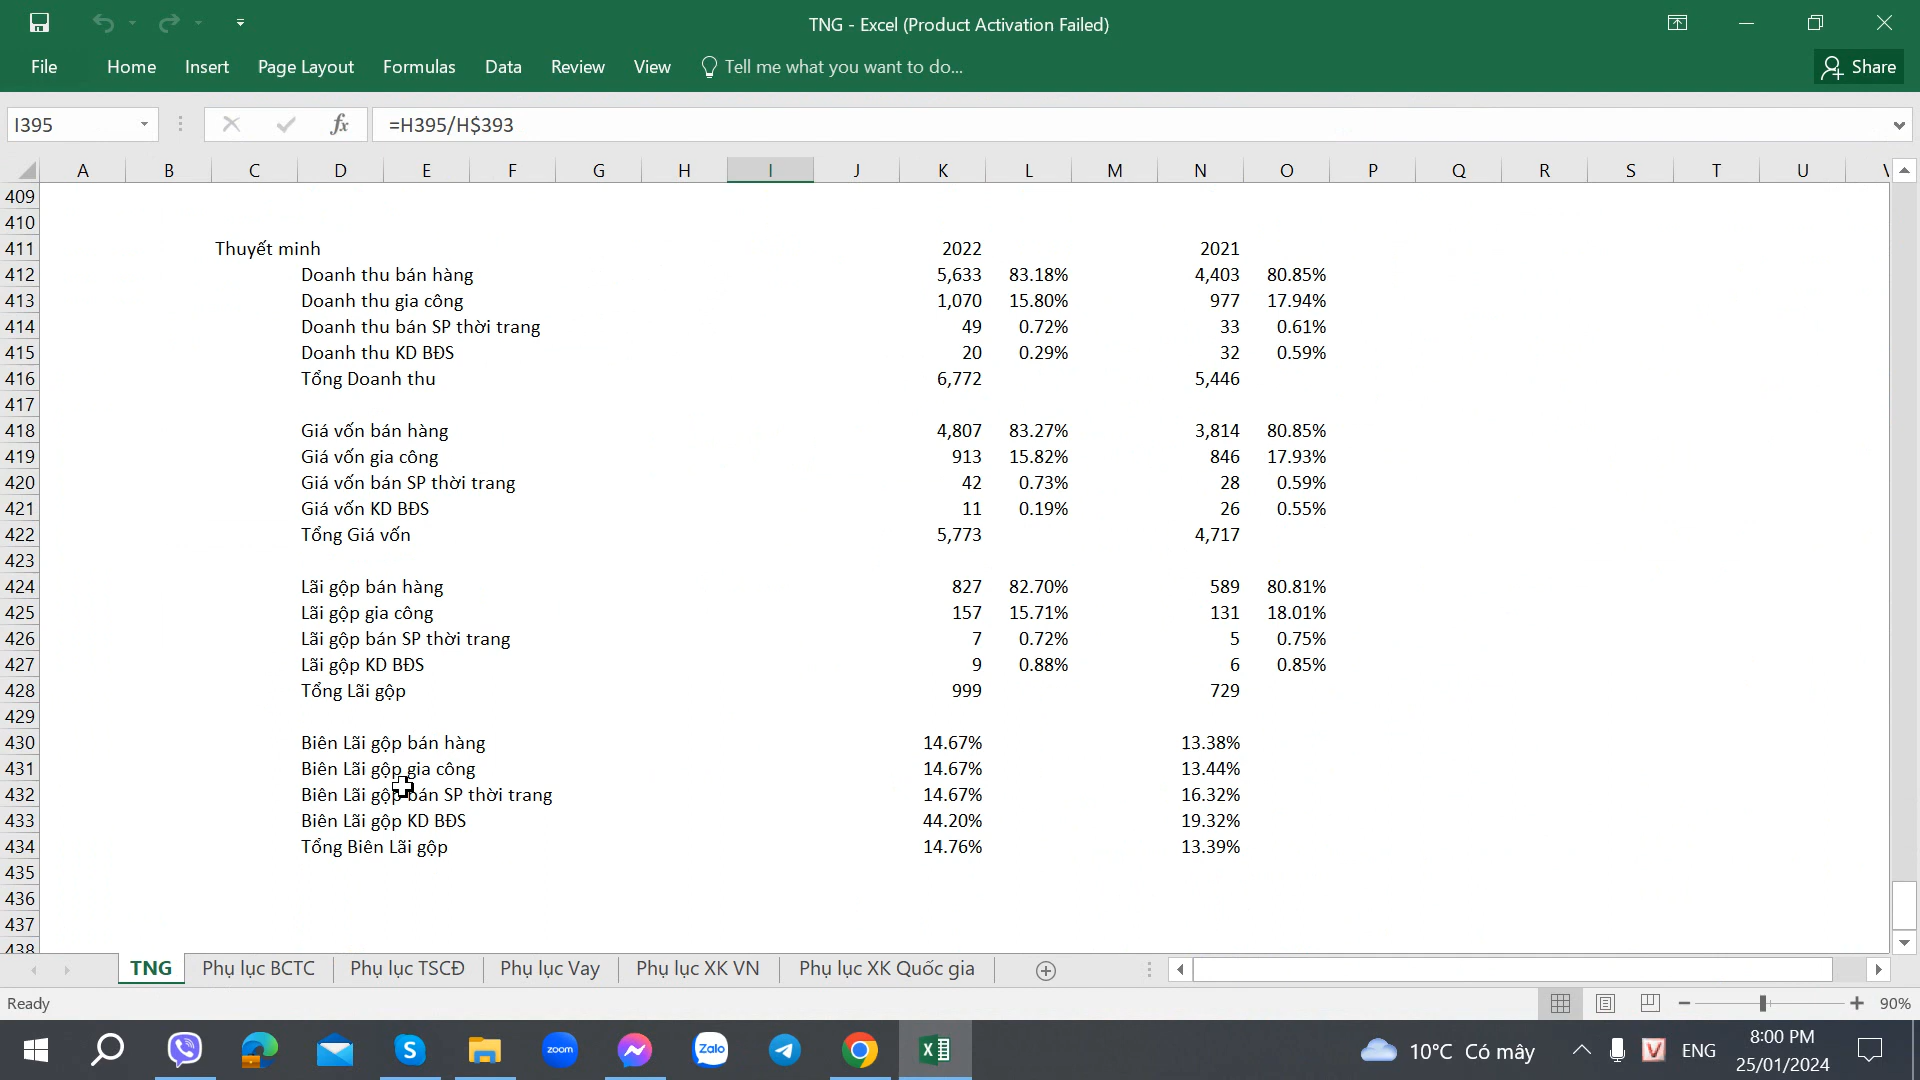 TNG - Excel (Product Activation Failed)
File Home Insert Page Layout Formulas Data Review View Tell me what you want to do... Share
I395 fx =H395/H$393
A B C D E F G H I J K L M N O P Q R S T U
409
410
411 Thuyết minh 2022 2021
412 Doanh thu bán hàng 5,633 83.18% 4,403 80.85%
413 Doanh thu gia công 1,070 15.80% 977 17.94%
414 Doanh thu bán SP thời trang 49 0.72% 33 0.61%
415 Doanh thu KD BĐS 20 0.29% 32 0.59%
416 Tổng Doanh thu 6,772 5,446
417
418 Giá vốn bán hàng 4,807 83.27% 3,814 80.85%
419 Giá vốn gia công 913 15.82% 846 17.93%
420 Giá vốn bán SP thời trang 42 0.73% 28 0.59%
421 Giá vốn KD BĐS 11 0.19% 26 0.55%
422 Tổng Giá vốn 5,773 4,717
423
424 Lãi gộp bán hàng 827 82.70% 589 80.81%
425 Lãi gộp gia công 157 15.71% 131 18.01%
426 Lãi gộp bán SP thời trang 7 0.72% 5 0.75%
427 Lãi gộp KD BĐS 9 0.88% 6 0.85%
428 Tổng Lãi gộp 999 729
429
430 Biên Lãi gộp bán hàng 14.67% 13.38%
431 Biên Lãi gộp gia công 14.67% 13.44%
432 Biên Lãi gộp bán SP thời trang 14.67% 16.32%
433 Biên Lãi gộp KD BĐS 44.20% 19.32%
434 Tổng Biên Lãi gộp 14.76% 13.39%
435
436
437
438
TNG Phụ lục BCTC Phụ lục TSCĐ Phụ lục Vay Phụ lục XK VN Phụ lục XK Quốc gia
Ready 90%
zoom Zalo 10°C Có mây V ENG 8:00 PM
25/01/2024